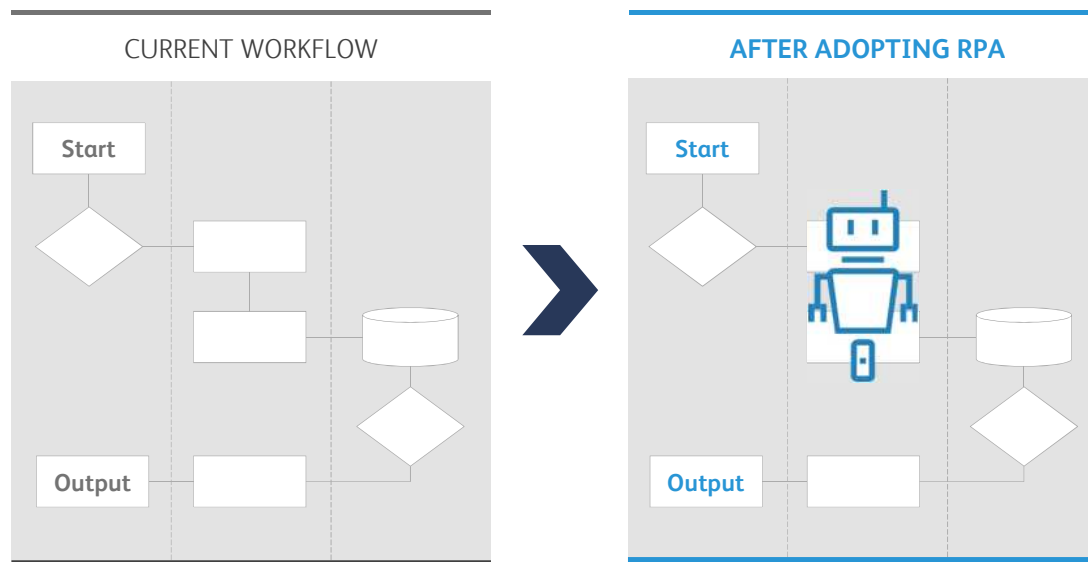 CURRENT WORKFLOW
Start
Output
AFTER ADOPTING RPA
Start
Output